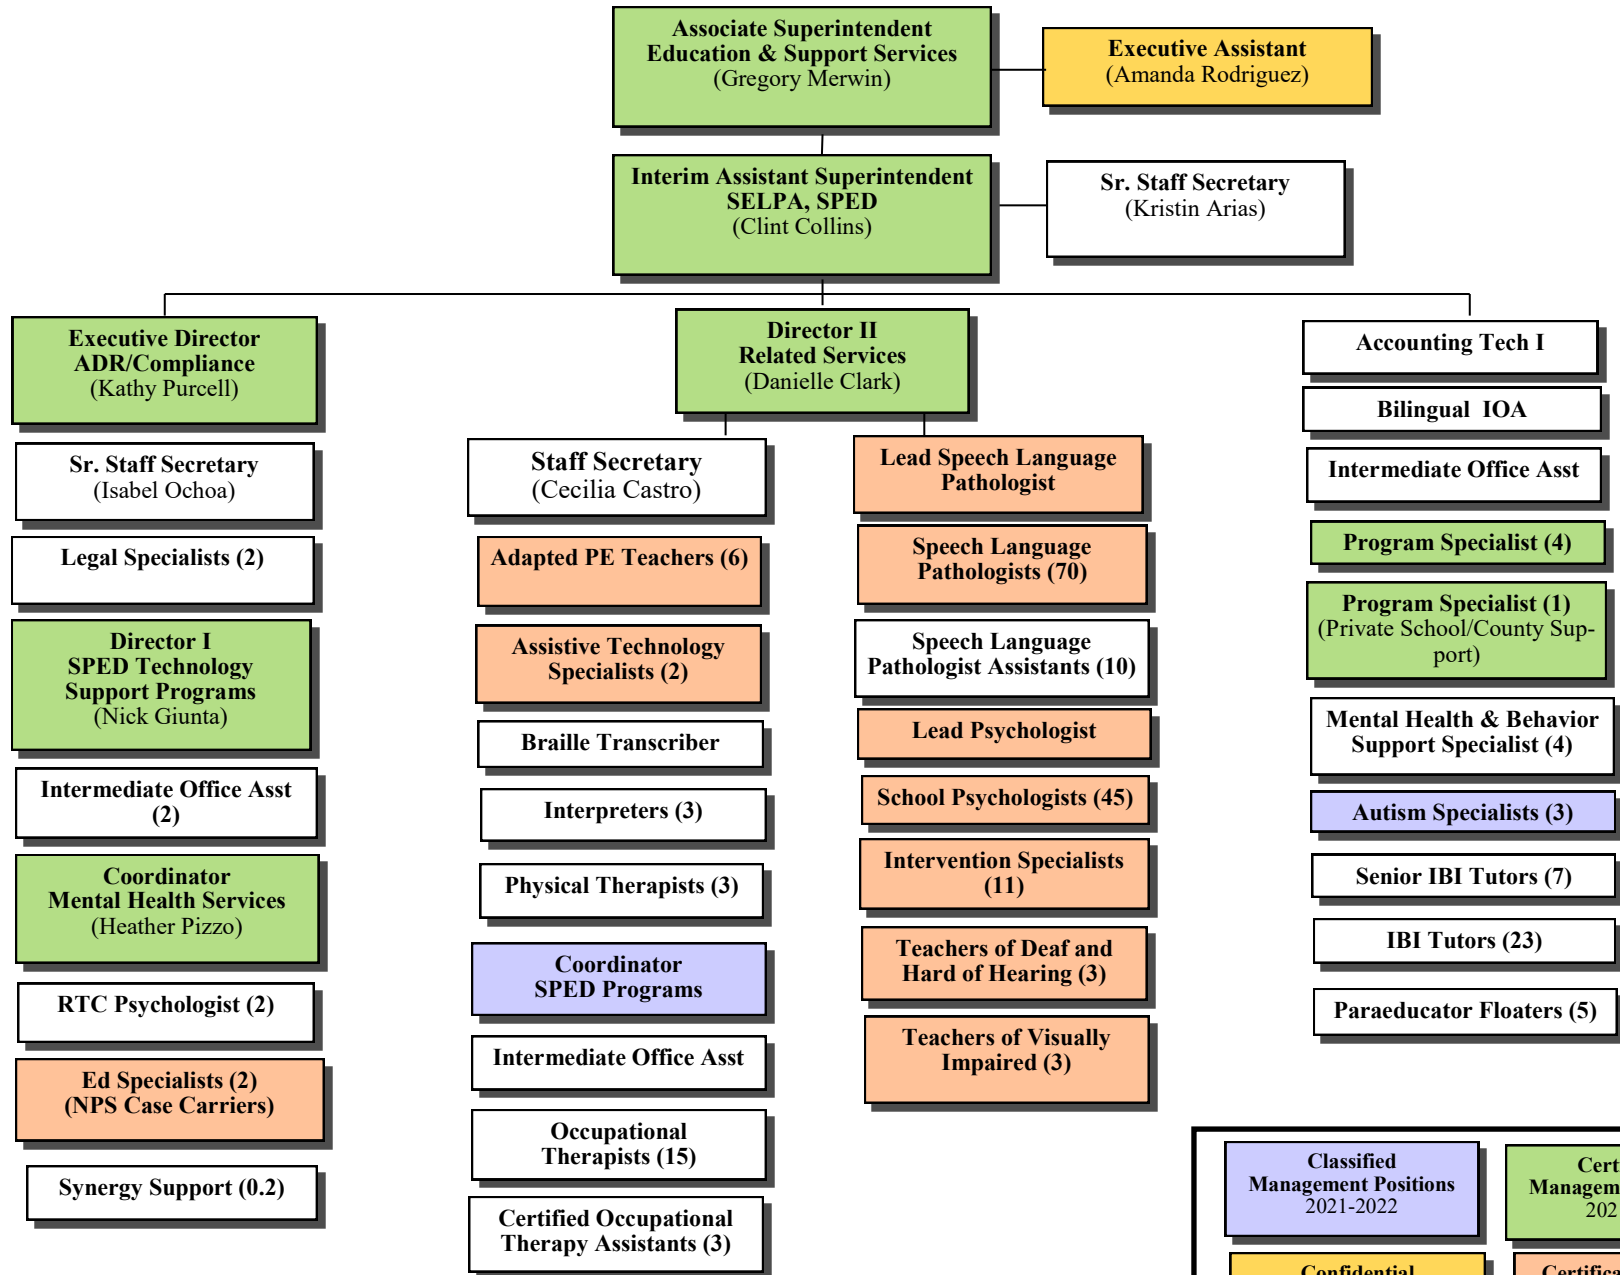 Associate Superintendent
Education & Support Services
(Gregory Merwin)
Executive Assistant
(Amanda Rodriguez)
Interim Assistant Superintendent
SELPA, SPED
(Clint Collins)
Sr. Staff Secretary
(Kristin Arias)
Executive Director
ADR/Compliance
(Kathy Purcell)
Sr. Staff Secretary
(Isabel Ochoa)
Legal Specialists (2)
Director I
SPED Technology
Support Programs
(Nick Giunta)
Intermediate Office Asst
(2)
Coordinator
Mental Health Services
(Heather Pizzo)
RTC Psychologist (2)
Ed Specialists (2)
(NPS Case Carriers)
Synergy Support (0.2)
Director II
Related Services
(Danielle Clark)
Staff Secretary
(Cecilia Castro)
Adapted PE Teachers (6)
Assistive Technology
Specialists (2)
Braille Transcriber
Interpreters (3)
Physical Therapists (3)
Coordinator
SPED Programs
Intermediate Office Asst
Occupational
Therapists (15)
Certified Occupational
Therapy Assistants (3)
Lead Speech Language
Pathologist
Speech Language
Pathologists (70)
Speech Language
Pathologist Assistants (10)
Lead Psychologist
School Psychologists (45)
Intervention Specialists
(11)
Teachers of Deaf and
Hard of Hearing (3)
Teachers of Visually
Impaired (3)
Accounting Tech I
Bilingual  IOA
Intermediate Office Asst
Program Specialist (4)
Program Specialist (1)
(Private School/County Sup-
port)
Mental Health & Behavior
Support Specialist (4)
Autism Specialists (3)
Senior IBI Tutors (7)
IBI Tutors (23)
Paraeducator Floaters (5)
Classified
Management Positions
2021-2022
Confidential